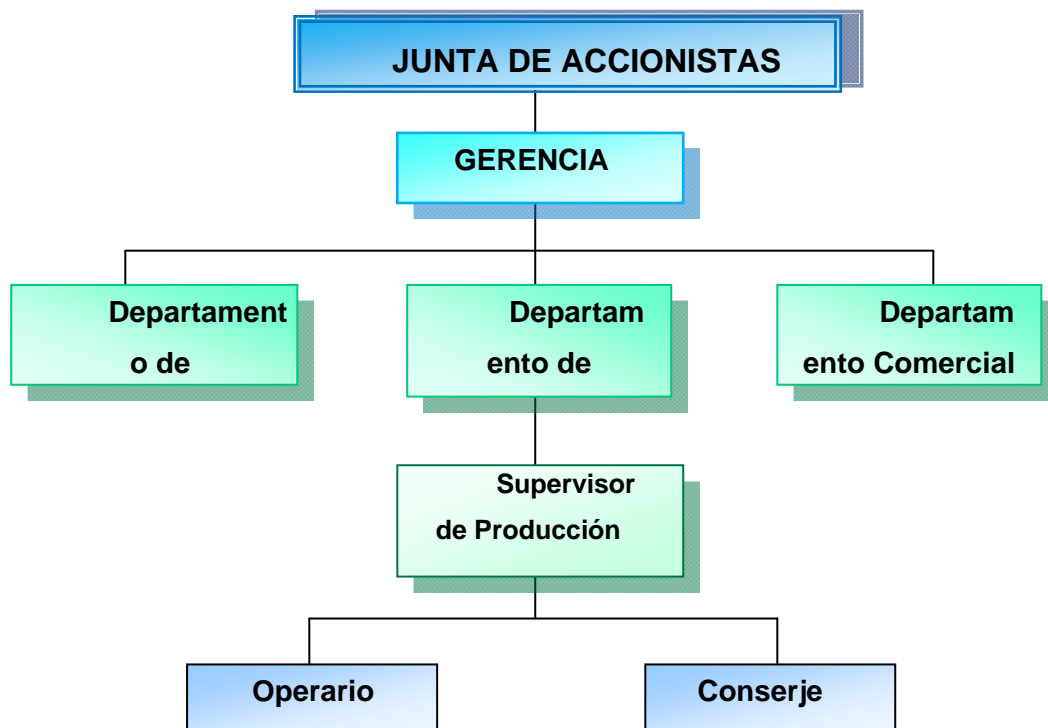 JUNTA DE ACCIONISTAS
GERENCIA
Departament
o de
Departam
ento de
Departam
ento Comercial
Supervisor
de Producción
Operario
Conserje